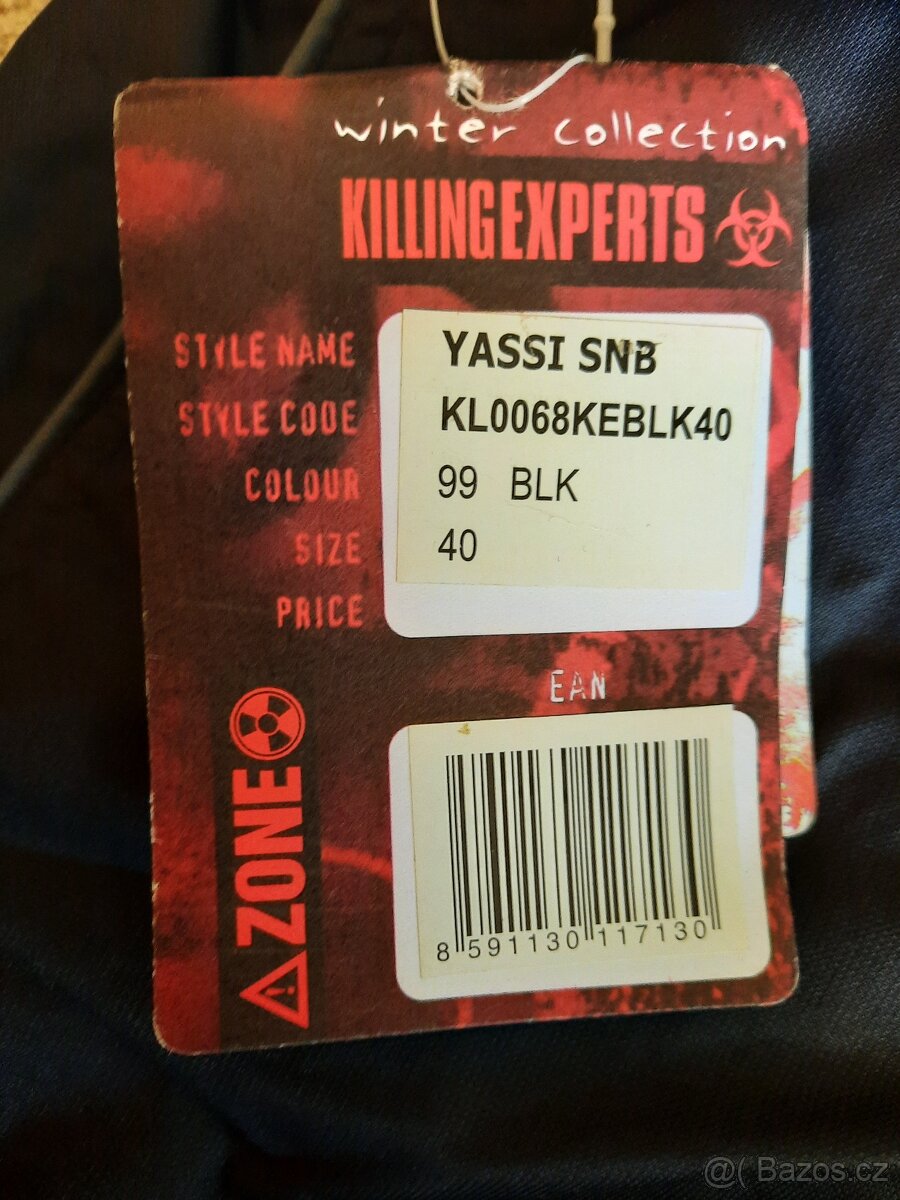 winter collection
KILLINGEXPERTS
STYLE NAME YASSI SNB
STYLE CODE KL0068KEBLK40
COLOUR 99 BLK
SIZE 40
PRICE
EAN
8 591130 117130
ZONE
@( Bazos.cz